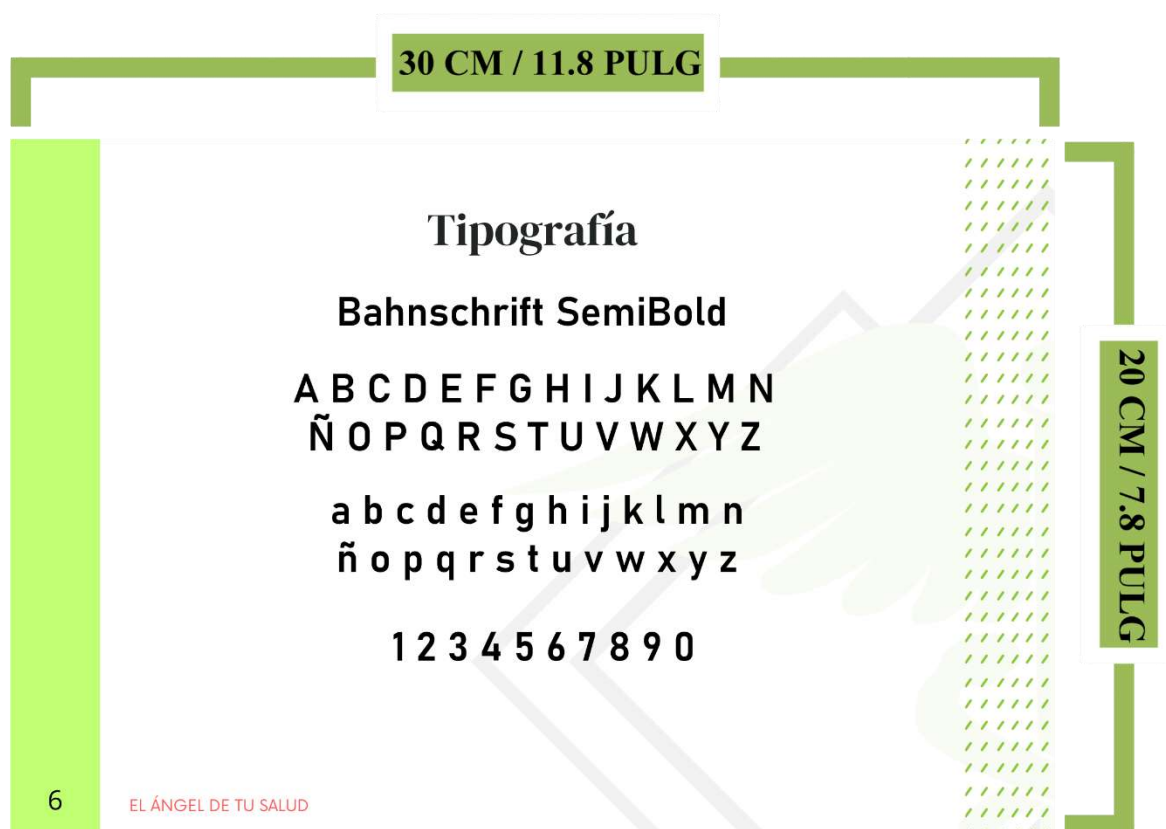 30 CM / 11.8 PULG
Tipografía
Bahnschrift SemiBold
A B C D E F G H I J K L M N
Ñ O P Q R S T U V W X Y Z
a b c d e f g h i j k l m n
ñ o p q r s t u v w x y z
1 2 3 4 5 6 7 8 9 0
20 CM / 7.8 PULG
6
EL ÁNGEL DE TU SALUD